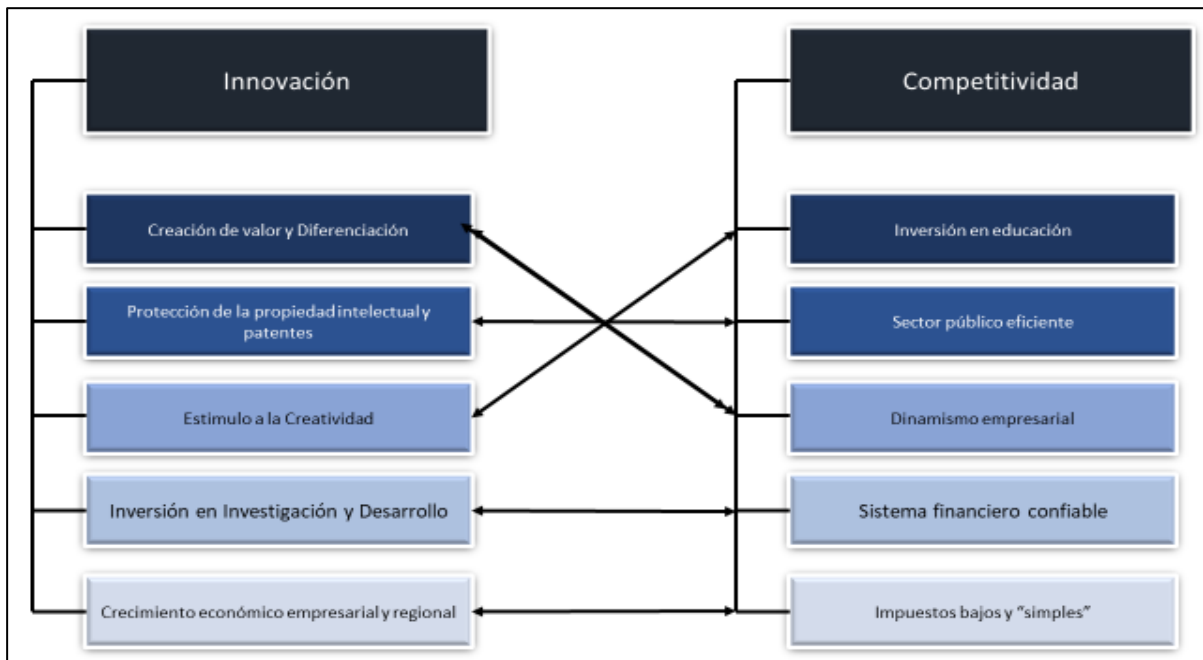 Innovación
Competitividad
Creación de valor y Diferenciación
Inversión en educación
Protección de la propiedad intelectual y
patentes
Sector público eficiente
Estimulo a la Creatividad
Dinamismo empresarial
Inversión en Investigación y Desarrollo
Sistema financiero confiable
Crecimiento económico empresarial y regional
Impuestos bajos y “simples”